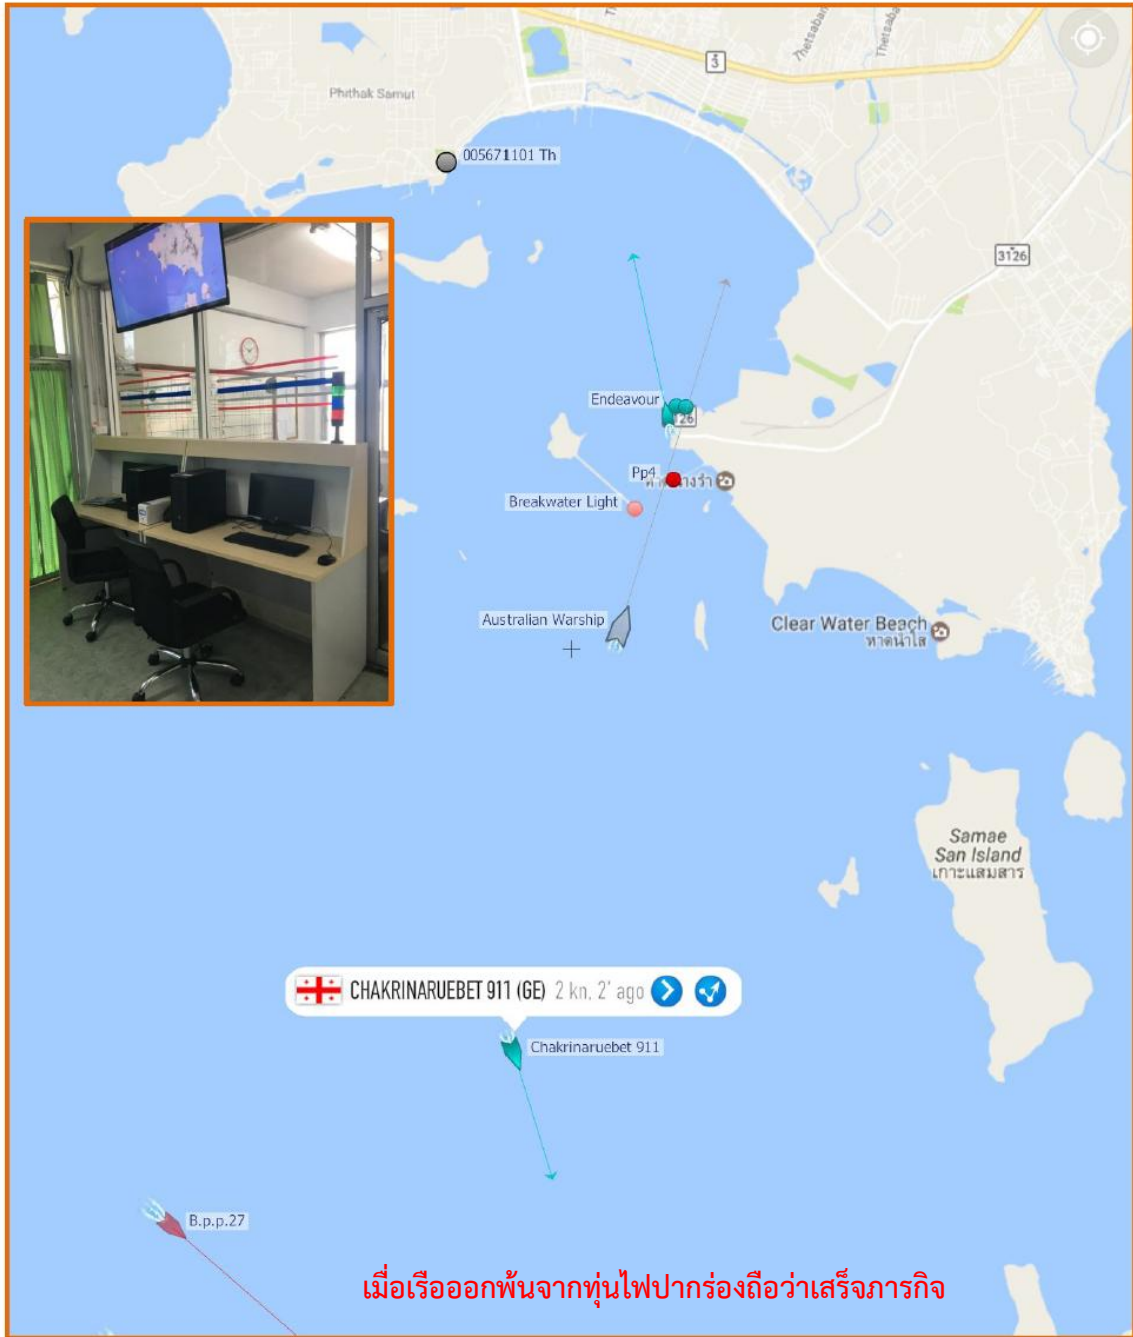 3
Phithak Samut
005671101 Th
3126
Endeavour
Pp4
Breakwater Light
Australian Warship
Clear Water Beach
หาดน้ำใส
Samae
San Island
เกาะแสมสาร
CHAKRINARUEBET 911 (GE) 2 kn, 2' ago
Chakrinaruebet 911
B.p.p.27
เมื่อเรือออกพ้นจากทุ่นไฟปากร่องถือว่าเสร็จภารกิจ